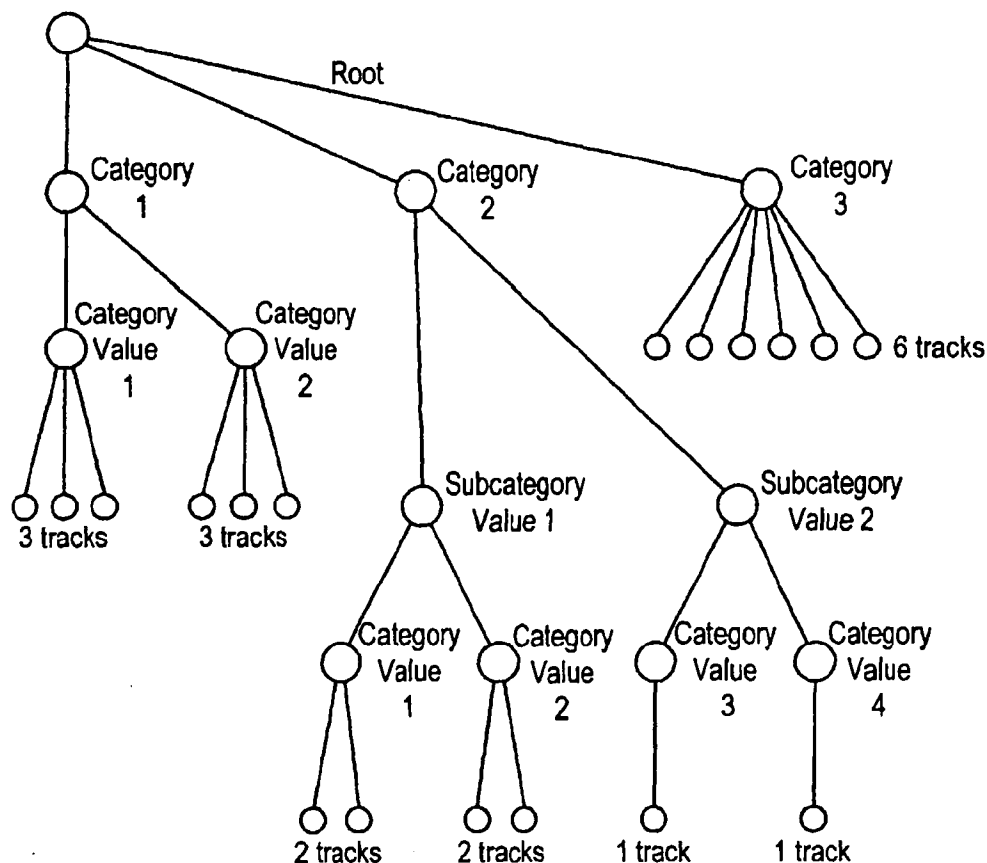 Root
Category
1
Category
2
Category
3
Category
Value
1
Category
Value
2
6 tracks
3 tracks
3 tracks
Subcategory
Value 1
Subcategory
Value 2
Category
Value
1
Category
Value
2
Category
Value
3
Category
Value
4
2 tracks
2 tracks
1 track
1 track